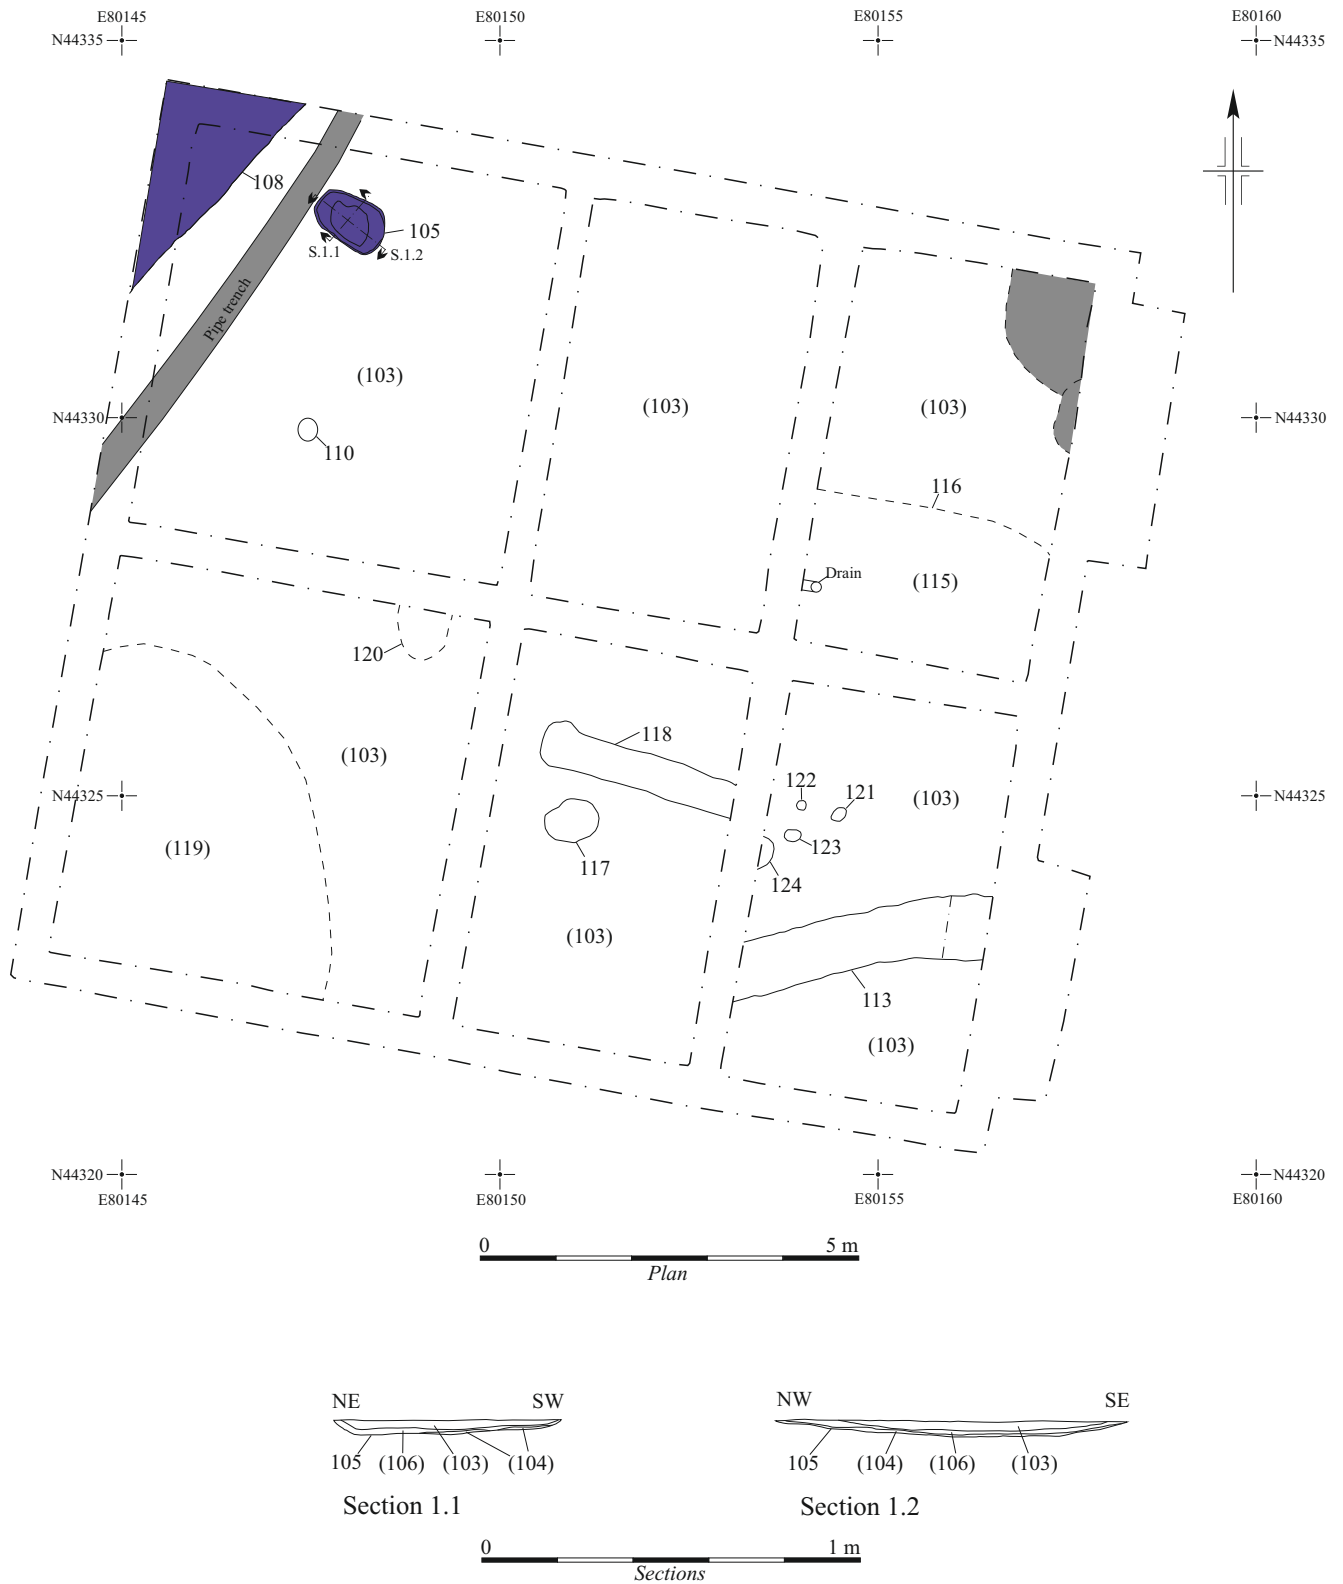 E80145 E80150 E80155 E80160
N44335 N44335
108
105
S.1.1 S.1.2
Pipe trench
(103)
(103)
(103)
N44330 N44330
110
116
Drain
(115)
120
118
(103)
122
121
(103)
N44325 N44325
123
(119)
117
124
(103)
113
(103)
N44320 N44320
E80145 E80150 E80155 E80160
0 5 m
Plan
NE SW
105 (106) (103) (104)
Section 1.1
NW SE
105 (104) (106) (103)
Section 1.2
0 1 m
Sections